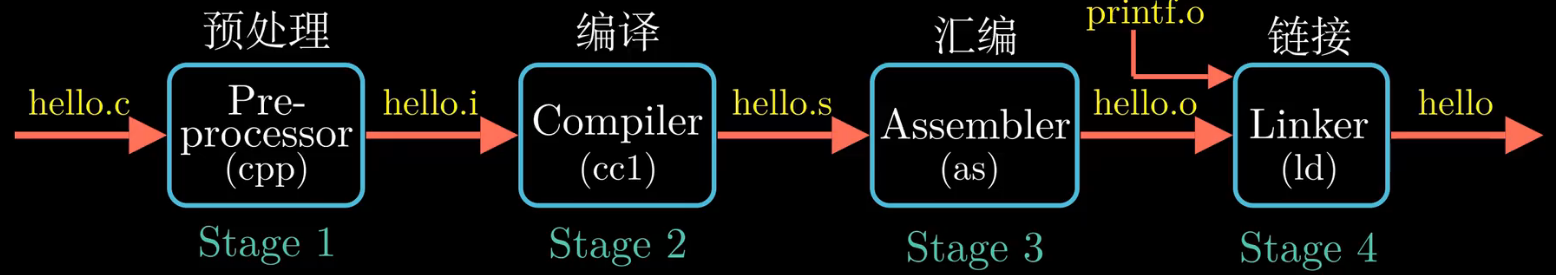 预处理
编译
汇编
printf.o
链接
hello.c
Pre-
processor
(cpp)
hello.i
Compiler
(cc1)
hello.s
Assembler
(as)
hello.o
Linker
(ld)
hello
Stage 1
Stage 2
Stage 3
Stage 4